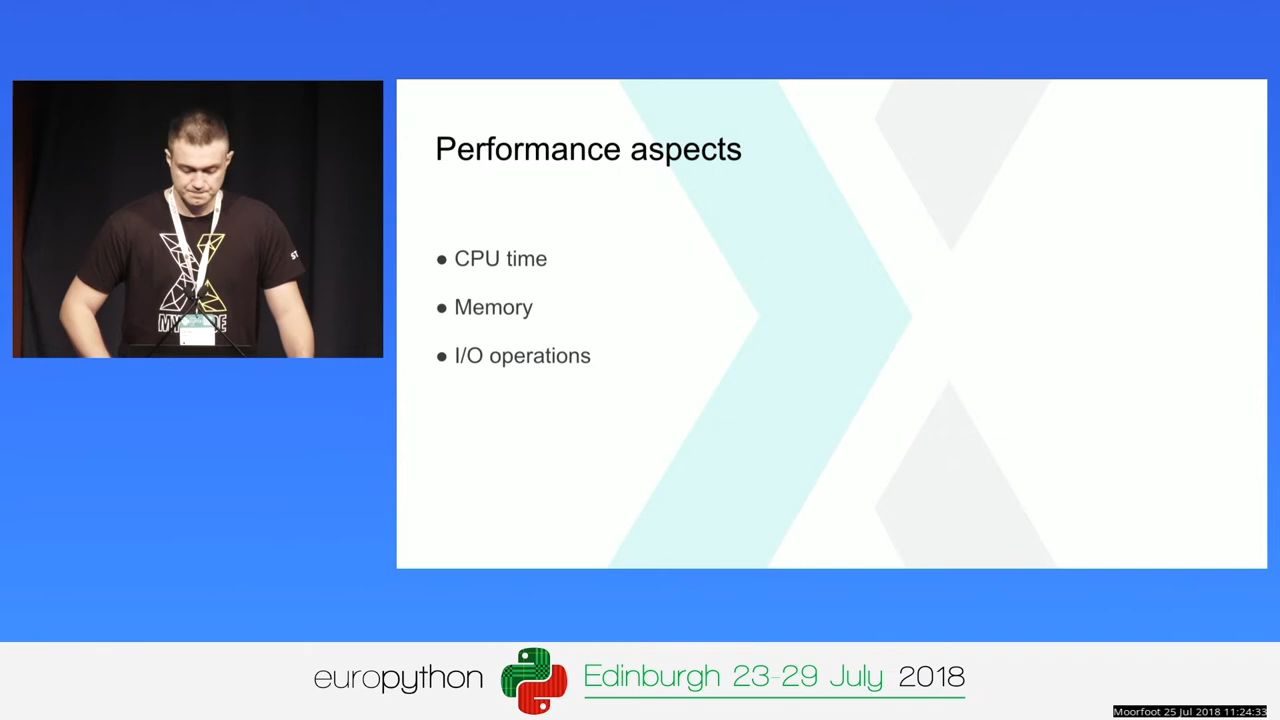 Performance aspects
● CPU time
● Memory
● I/O operations
europython Edinburgh 23-29 July 2018
Moorfoot 25 Jul 2018 11:24:33